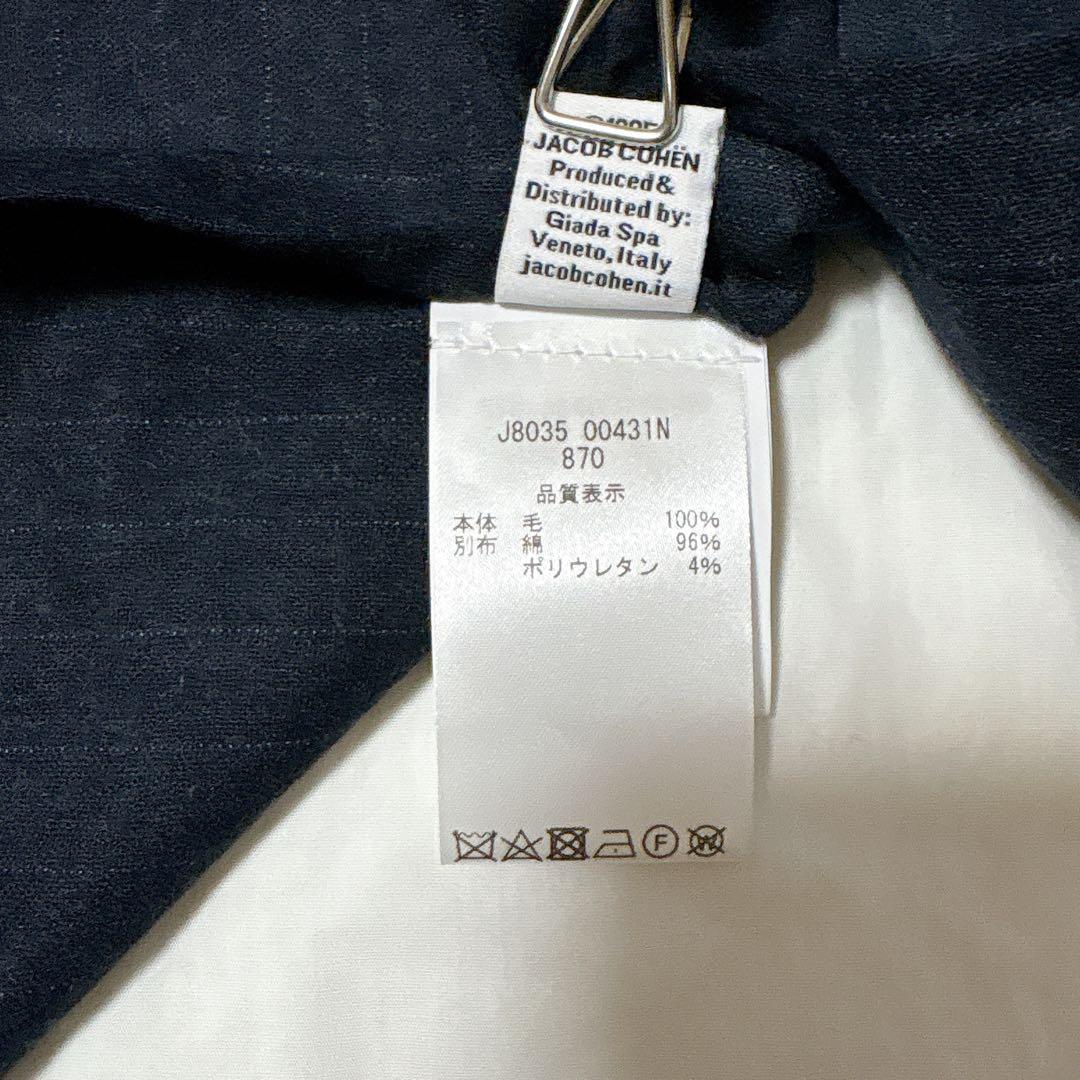 JACOB COHËN
Produced &
Distributed by:
Giada Spa
Veneto, Italy
jacobcohen.it
J8035 00431N
870
品質表示
本体 毛 100%
別布 綿 96%
ポリウレタン 4%
F W